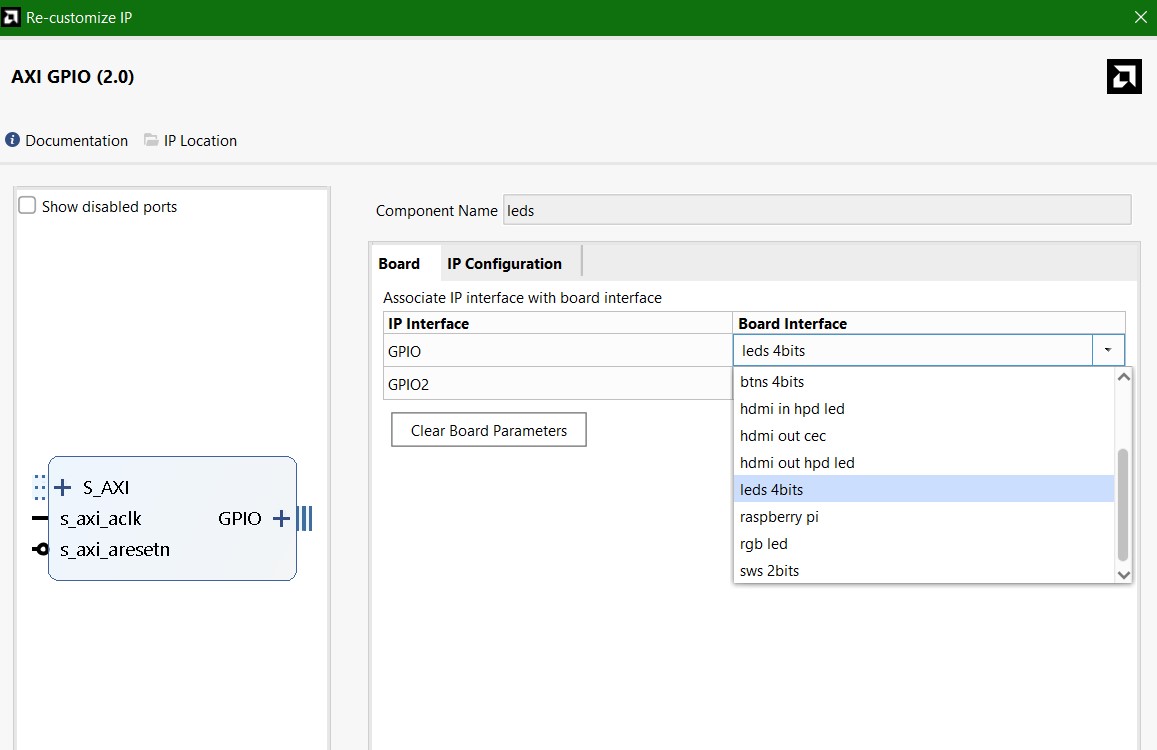 Re-customize IP
AXI GPIO (2.0)
Documentation IP Location
Show disabled ports
Component Name leds
Board IP Configuration
Associate IP interface with board interface
IP Interface Board Interface
GPIO leds 4bits
GPIO2
btns 4bits
hdmi in hpd led
hdmi out cec
hdmi out hpd led
leds 4bits
raspberry pi
rgb led
sws 2bits
Clear Board Parameters
S_AXI
s_axi_aclk GPIO
s_axi_aresetn